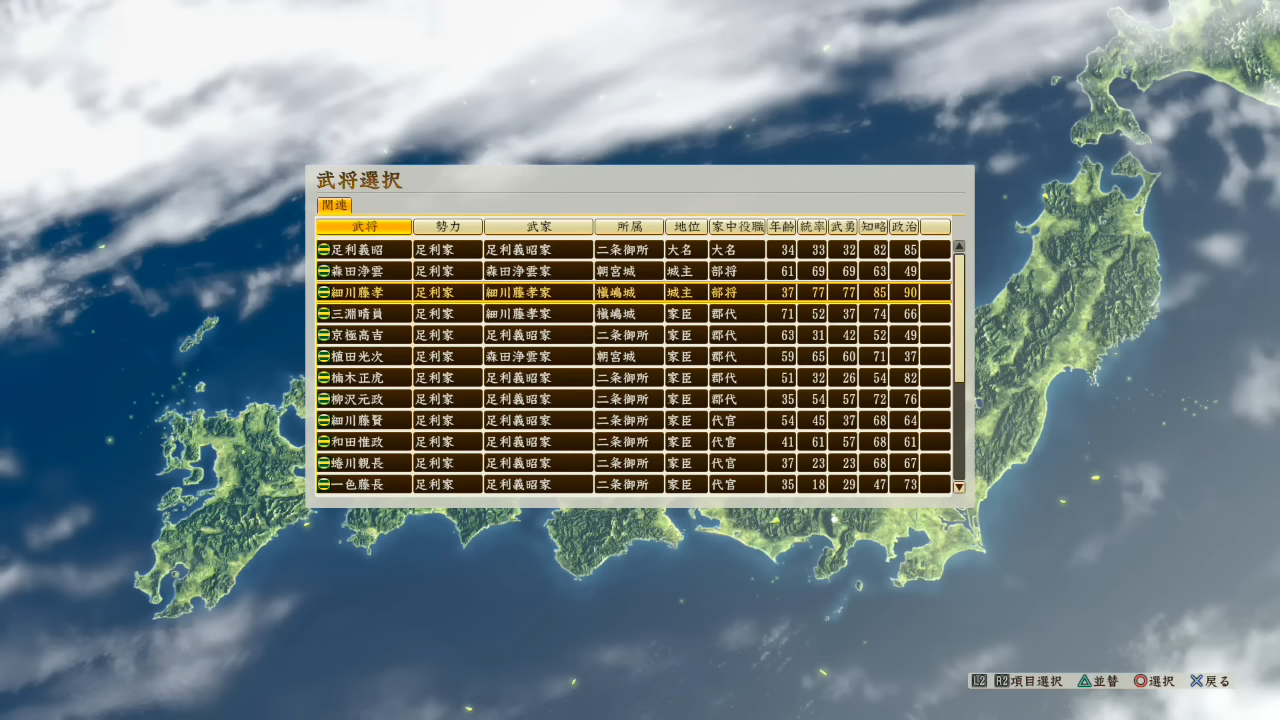 武将選択
関連
武将 勢力 武家 所属 地位 家中役職 年齢 統率 武勇 知略 政治
足利義昭 足利家 足利義昭家 二条御所 大名 大名 34 33 32 82 85
森田浄雲 足利家 森田浄雲家 朝宮城 城主 部将 61 69 69 63 49
細川藤孝 足利家 細川藤孝家 槇嶋城 城主 部将 37 77 77 85 90
三淵晴員 足利家 細川藤孝家 槇嶋城 家臣 郡代 71 52 37 74 66
京極高吉 足利家 足利義昭家 二条御所 家臣 郡代 63 31 42 52 49
植田光次 足利家 森田浄雲家 朝宮城 家臣 郡代 59 65 60 71 37
楠木正虎 足利家 足利義昭家 二条御所 家臣 郡代 51 32 26 54 82
柳沢元政 足利家 足利義昭家 二条御所 家臣 郡代 35 54 57 72 76
細川藤賢 足利家 足利義昭家 二条御所 家臣 代官 54 45 37 68 64
和田惟政 足利家 足利義昭家 二条御所 家臣 代官 41 61 57 68 61
蜷川親長 足利家 足利義昭家 二条御所 家臣 代官 37 23 23 68 67
一色藤長 足利家 足利義昭家 二条御所 家臣 代官 35 18 29 47 73
L2 R2項目選択 △並替 ○選択 ×戻る